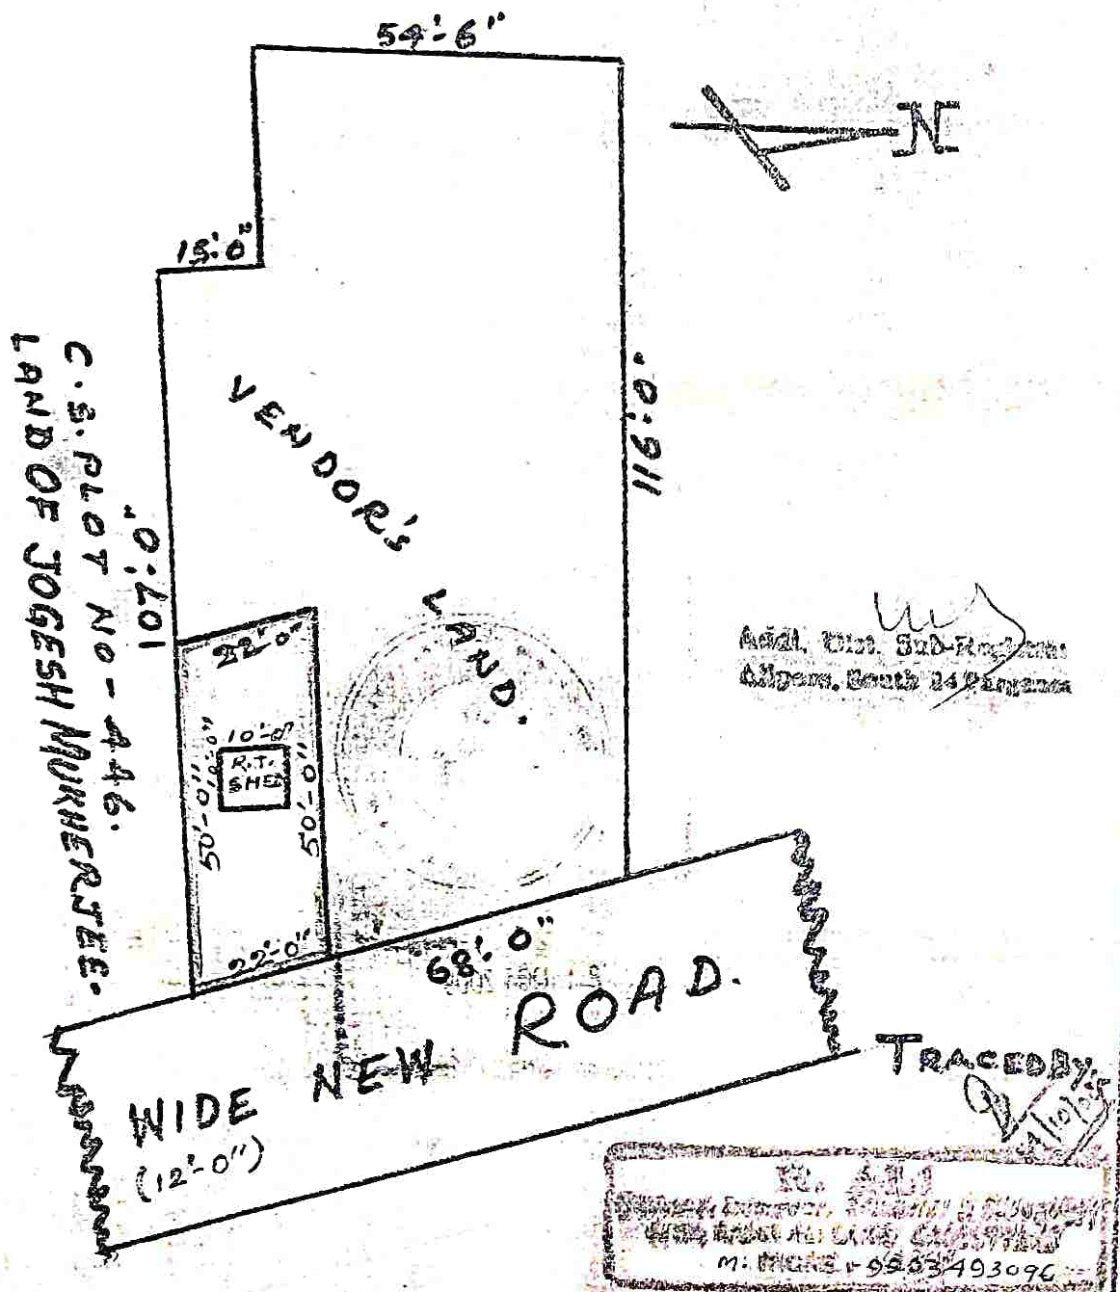 54'-6"
N
15'-0"
116'-0"
VENDOR's LAND.
107'-0"
C.S. PLOT NO - 446.
LAND OF JOGESH MUKHERJEE.
22'-0"
10'-0"
R.T.
SHED
50'-0"
50'-0"
22'-0"
Addl. Dist. Sub-Registrar
Alipore, South 24 Parganas
68'-0"
WIDE NEW ROAD.
(12'-0")
TRACED BY:
9903493096